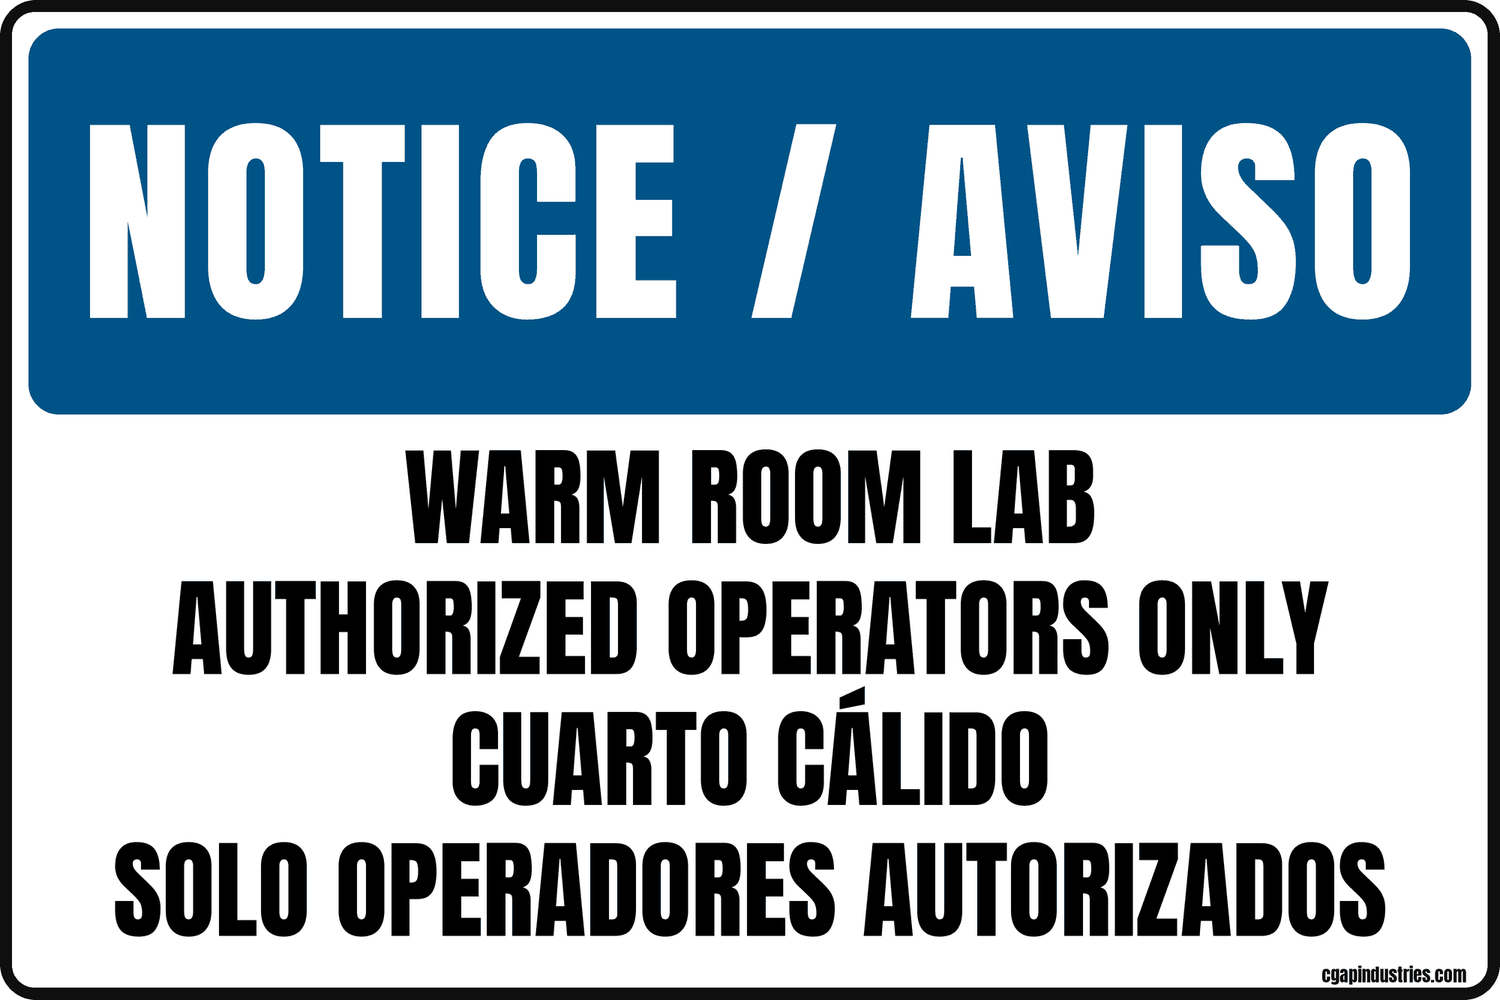 NOTICE / AVISO
WARM ROOM LAB
AUTHORIZED OPERATORS ONLY
CUARTO CÁLIDO
SOLO OPERADORES AUTORIZADOS
cgapindustries.com